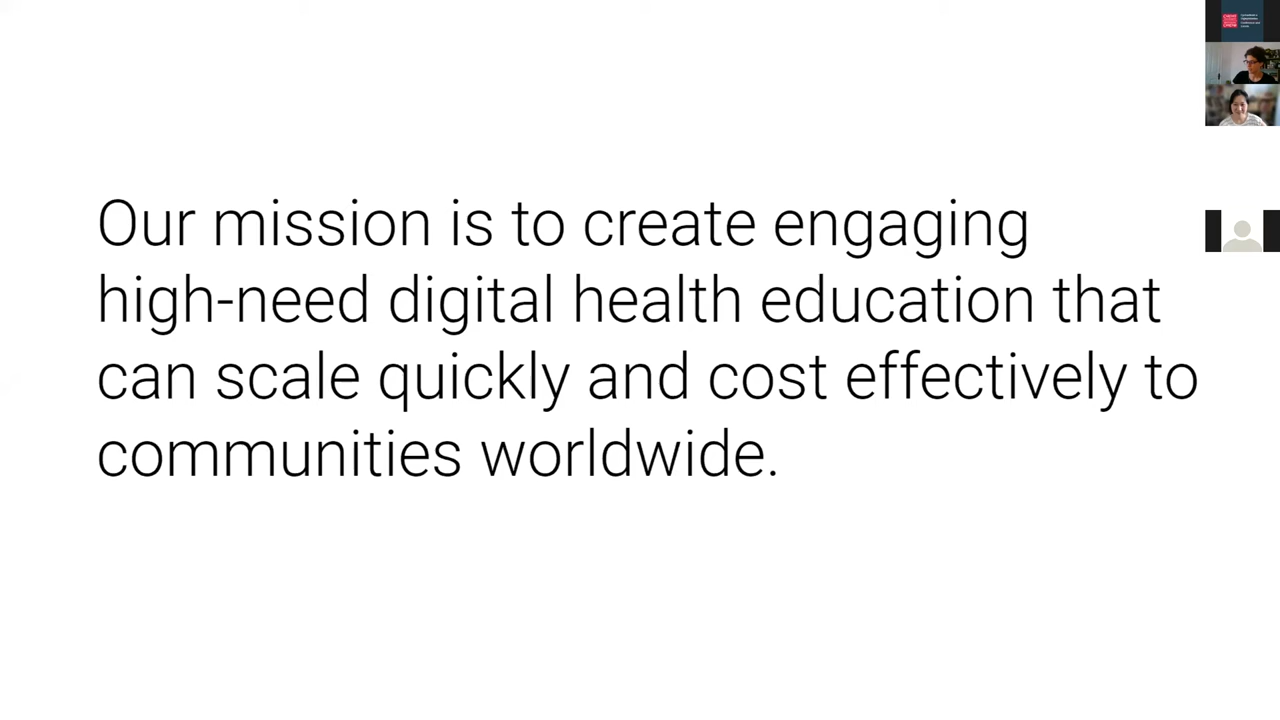 Our mission is to create engaging
high-need digital health education that
can scale quickly and cost effectively to
communities worldwide.